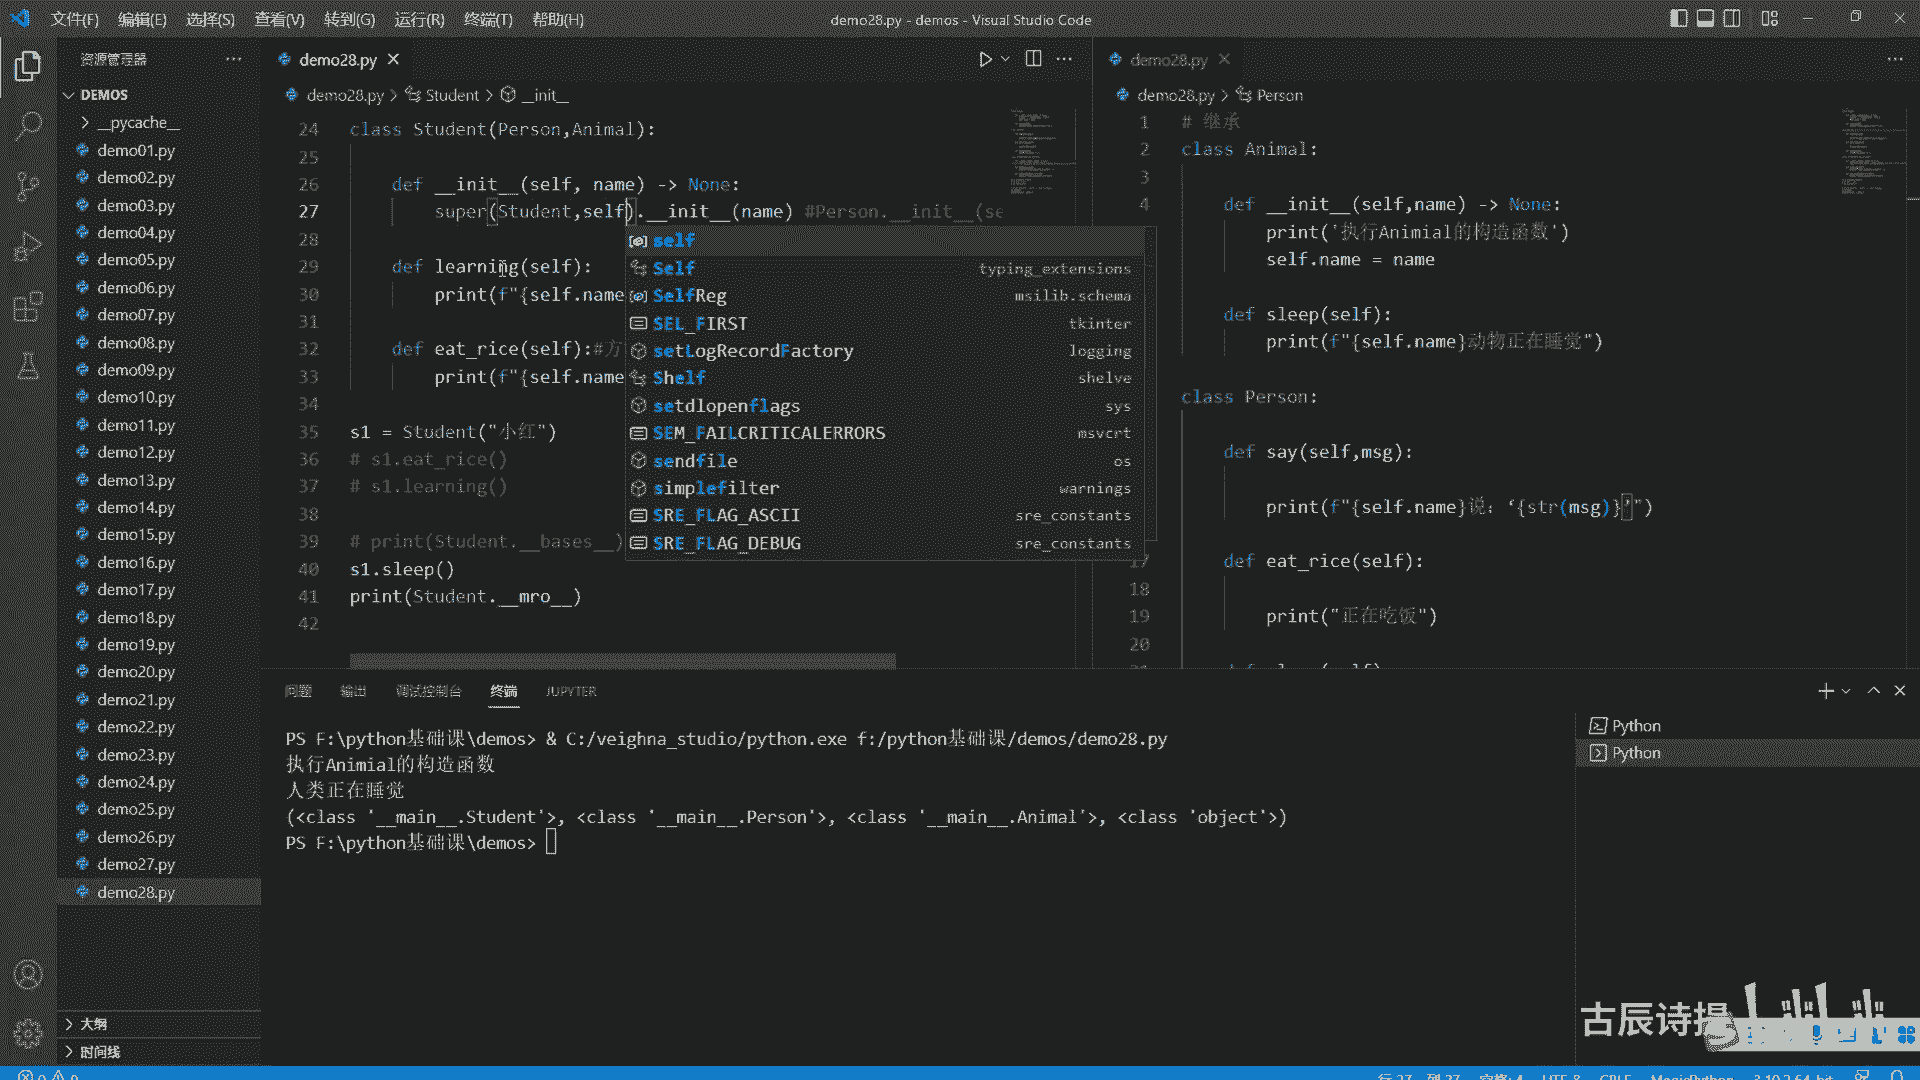 文件(F) 编辑(E) 选择(S) 查看(V) 转到(G) 运行(R) 终端(T) 帮助(H)
demo28.py - demos - Visual Studio Code
资源管理器
DEMOS
__pycache__
demo01.py
demo02.py
demo03.py
demo04.py
demo05.py
demo06.py
demo07.py
demo08.py
demo09.py
demo10.py
demo11.py
demo12.py
demo13.py
demo14.py
demo15.py
demo16.py
demo17.py
demo18.py
demo19.py
demo20.py
demo21.py
demo22.py
demo23.py
demo24.py
demo25.py
demo26.py
demo27.py
demo28.py
大纲
时间线
demo28.py
demo28.py > Student > __init__
24 class Student(Person,Animal):
25
26 def __init__(self, name) -> None:
27 super(Student,self).__init__(name) #Person.__init__(se
28
29 def learning(self):
30 print(f"{self.name
31
32 def eat_rice(self):#方
33 print(f"{self.name
34
35 s1 = Student("小红")
36 # s1.eat_rice()
37 # s1.learning()
38
39 # print(Student.__bases__)
40 s1.sleep()
41 print(Student.__mro__)
42
self
Self typing_extensions
SelfReg msilib.schema
SEL_FIRST tkinter
setLogRecordFactory logging
Shelf shelve
setdlopenflags sys
SEM_FAILCRITICALERRORS msvcrt
sendfile os
simplefilter warnings
SRE_FLAG_ASCII sre_constants
SRE_FLAG_DEBUG sre_constants
demo28.py
demo28.py > Person
1 # 继承
2 class Animal:
3
4 def __init__(self,name) -> None:
print('执行Animial的构造函数')
self.name = name
def sleep(self):
print(f"{self.name}动物正在睡觉")
class Person:
def say(self,msg):
print(f"{self.name}说：‘{str(msg)}’")
17 def eat_rice(self):
18
19 print("正在吃饭")
20
问题 输出 调试控制台 终端 JUPYTER
PS F:\python基础课\demos> & C:/veighna_studio/python.exe f:/python基础课/demos/demo28.py
执行Animial的构造函数
人类正在睡觉
(<class '__main__.Student'>, <class '__main__.Person'>, <class '__main__.Animal'>, <class 'object'>)
PS F:\python基础课\demos>
Python
Python
古辰诗提